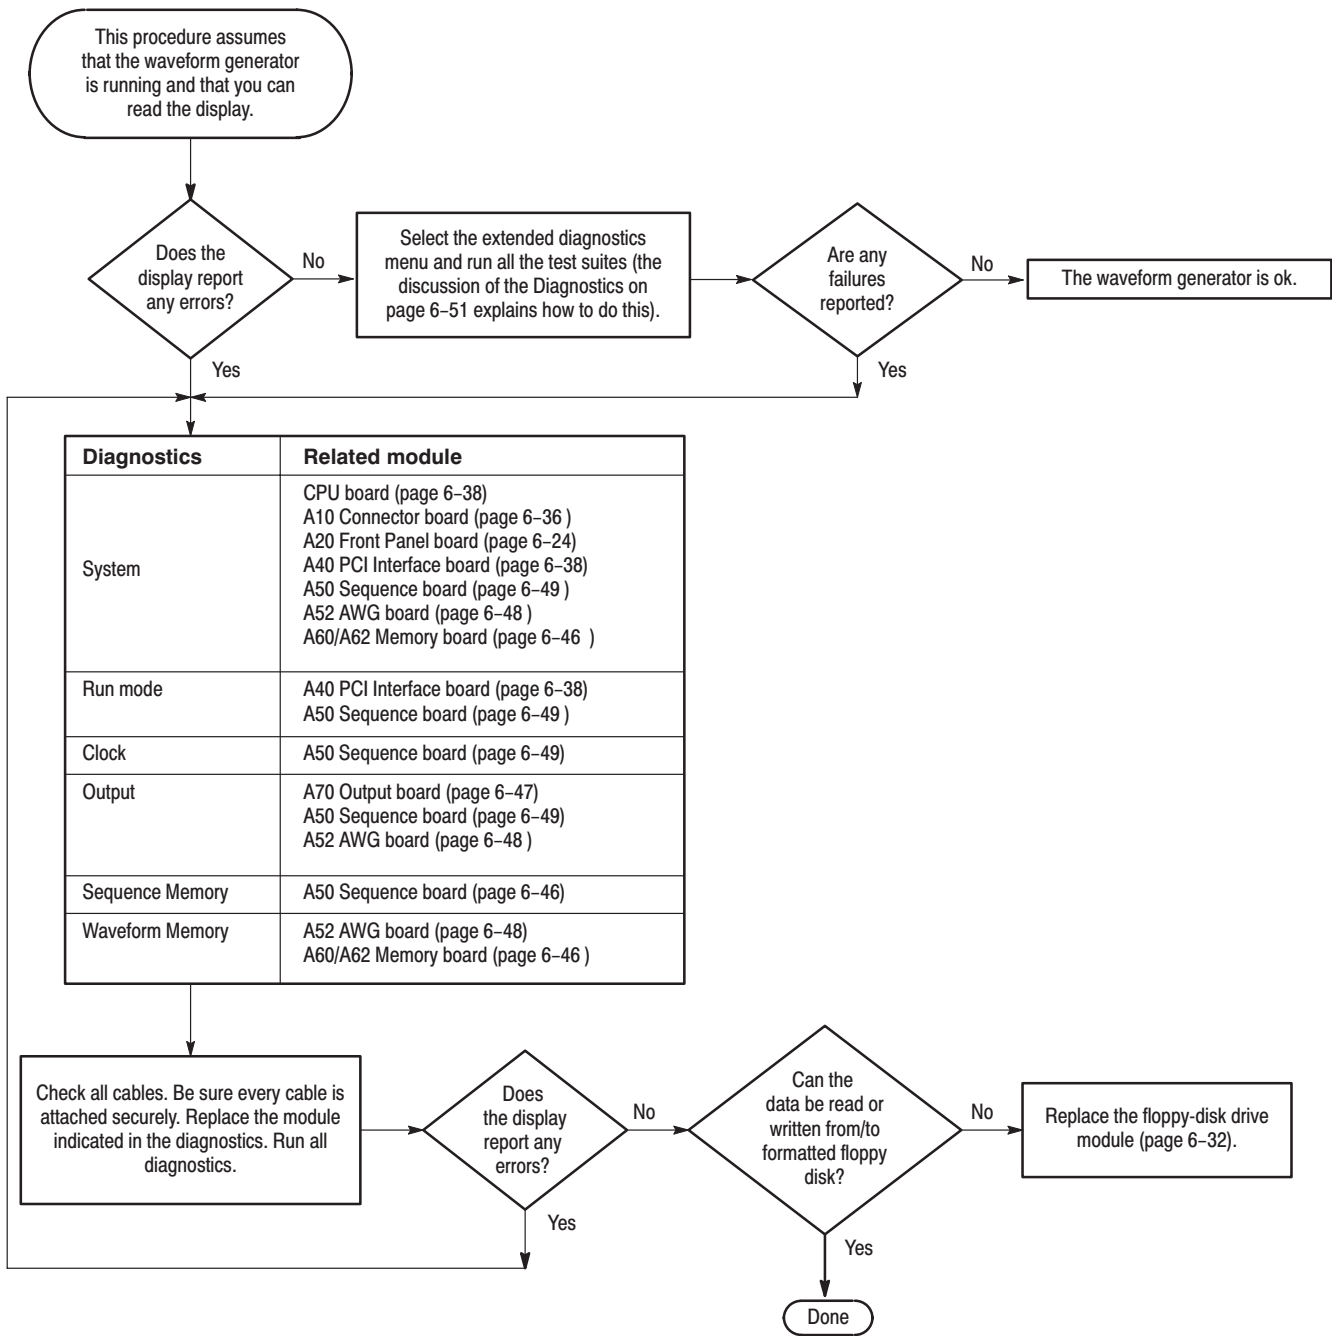 This procedure assumes
that the waveform generator
is running and that you can
read the display.
Does the
display report
any errors?
No
Select the extended diagnostics
menu and run all the test suites (the
discussion of the Diagnostics on
page 6–51 explains how to do this).
Are any
failures
reported?
No
The waveform generator is ok.
Yes
Yes
Diagnostics Related module
System
CPU board (page 6–38)
A10 Connector board (page 6–36 )
A20 Front Panel board (page 6–24)
A40 PCI Interface board (page 6–38)
A50 Sequence board (page 6–49 )
A52 AWG board (page 6–48 )
A60/A62 Memory board (page 6–46 )
Run mode A40 PCI Interface board (page 6–38)
A50 Sequence board (page 6–49 )
Clock A50 Sequence board (page 6–49)
Output A70 Output board (page 6–47)
A50 Sequence board (page 6–49)
A52 AWG board (page 6–48 )
Sequence Memory A50 Sequence board (page 6–46)
Waveform Memory A52 AWG board (page 6–48)
A60/A62 Memory board (page 6–46 )
Check all cables. Be sure every cable is
attached securely. Replace the module
indicated in the diagnostics. Run all
diagnostics.
Does
the display
report any
errors?
No
Can the
data be read or
written from/to
formatted floppy
disk?
No
Replace the floppy-disk drive
module (page 6–32).
Yes
Yes
Done